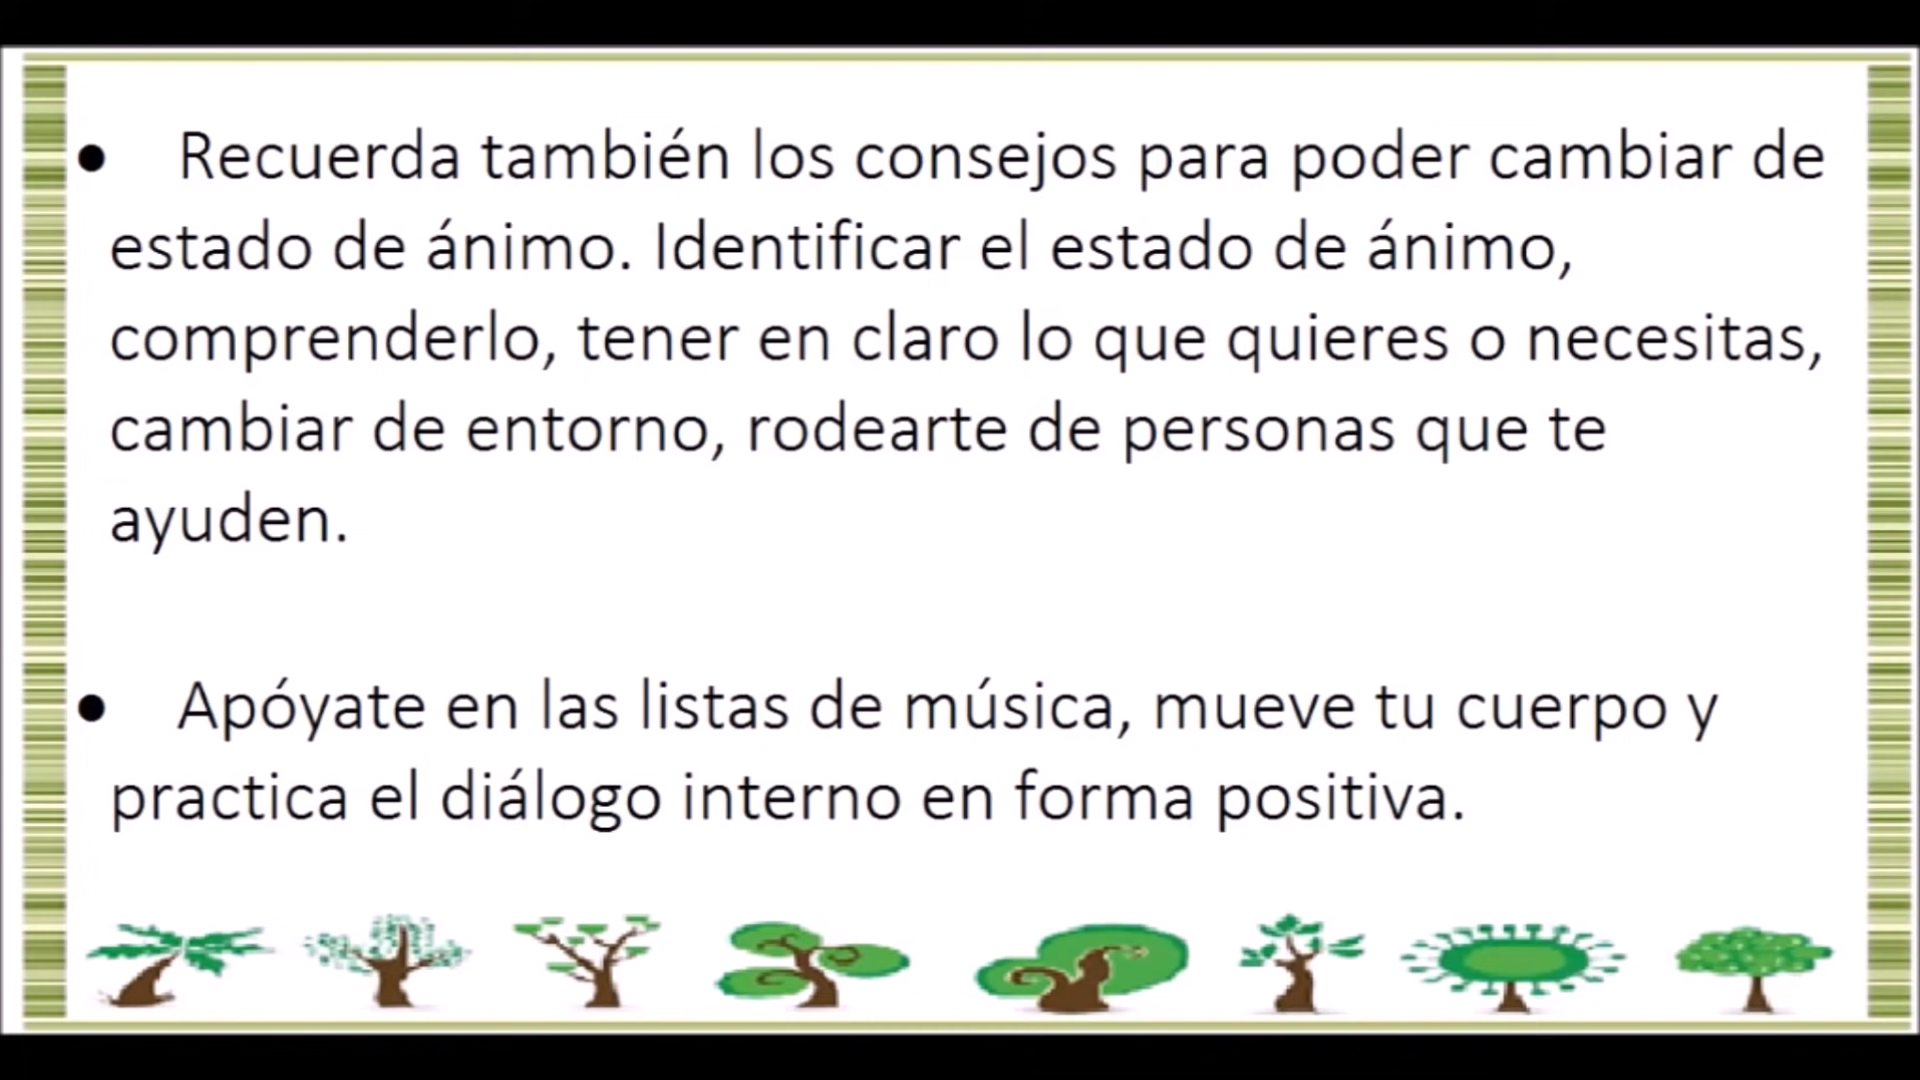 • Recuerda también los consejos para poder cambiar de
estado de ánimo. Identificar el estado de ánimo,
comprenderlo, tener en claro lo que quieres o necesitas,
cambiar de entorno, rodearte de personas que te
ayuden.
• Apóyate en las listas de música, mueve tu cuerpo y
practica el diálogo interno en forma positiva.